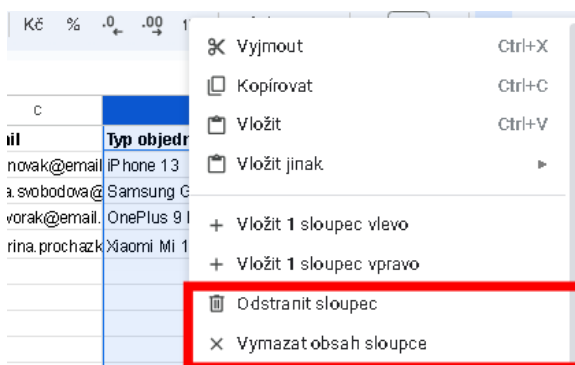 Kč % .0 .00
Vyjmout Ctrl+X
Kopírovat Ctrl+C
Vložit Ctrl+V
Vložit jinak
Vložit 1 sloupec vlevo
Vložit 1 sloupec vpravo
Odstranit sloupec
Vymazat obsah sloupce
C
ail Typ objedr
novak@email iPhone 13
a.svobodova@ Samsung G
vorak@email. OnePlus 9
rina.prochazk Xiaomi Mi 1